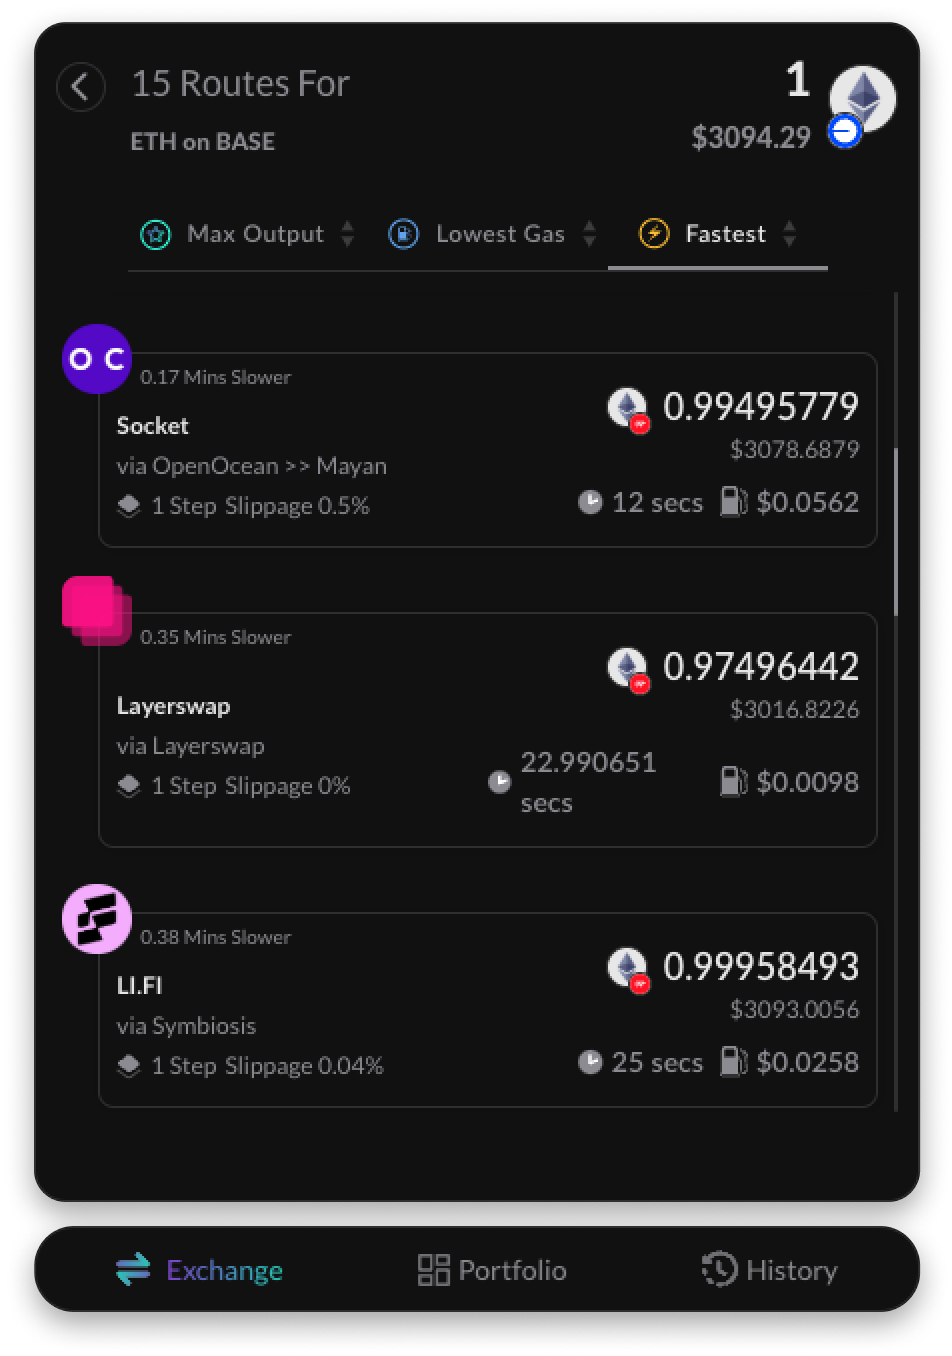 15 Routes For
1
ETH on BASE
$3094.29
Max Output
Lowest Gas
Fastest
O C
0.17 Mins Slower
0.99495779
Socket
$3078.6879
via OpenOcean >> Mayan
1 Step Slippage 0.5%
12 secs
$0.0562
0.35 Mins Slower
0.97496442
Layerswap
$3016.8226
via Layerswap
22.990651
secs
1 Step Slippage 0%
$0.0098
0.38 Mins Slower
0.99958493
LI.FI
$3093.0056
via Symbiosis
1 Step Slippage 0.04%
25 secs
$0.0258
Exchange
Portfolio
History